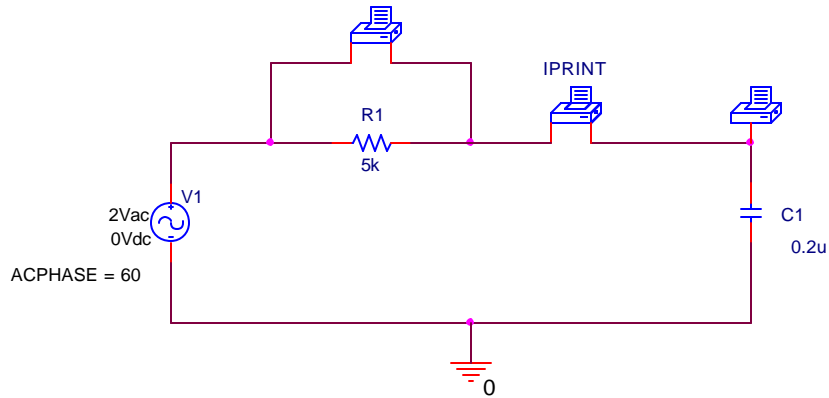 IPRINT
R1
5k
V1
2Vac
0Vdc
ACPHASE = 60
C1
0.2u
0